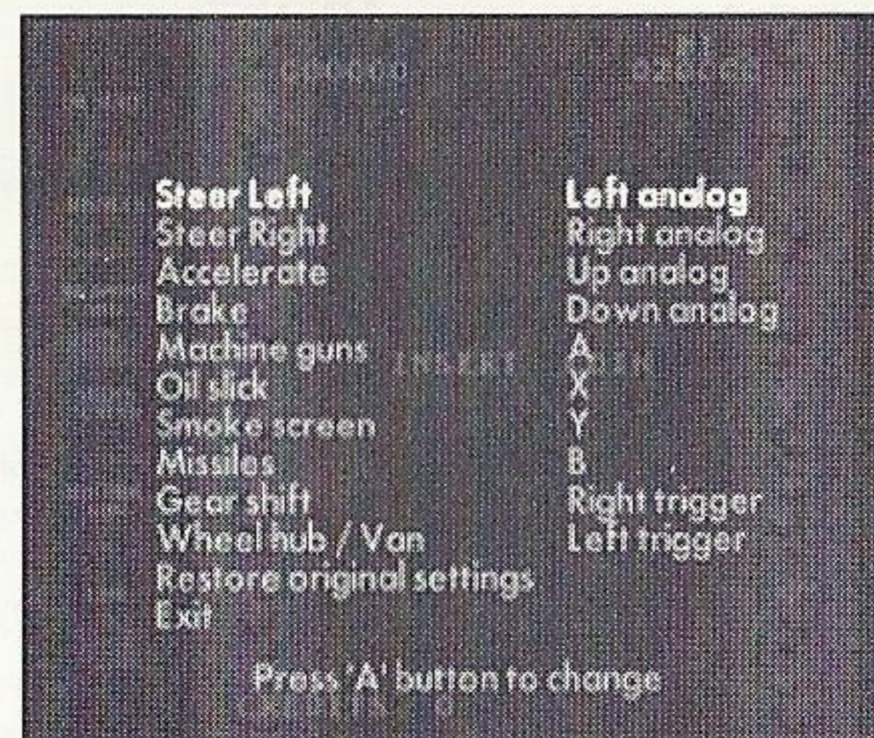 Steer Left Left analog
Steer Right Right analog
Accelerate Up analog
Brake Down analog
Machine guns A
INSERT
Oil slick X
Smoke screen Y
Missiles B
Gear shift Right trigger
Wheel hub / Van Left trigger
Restore original settings
Exit
Press 'A' button to change